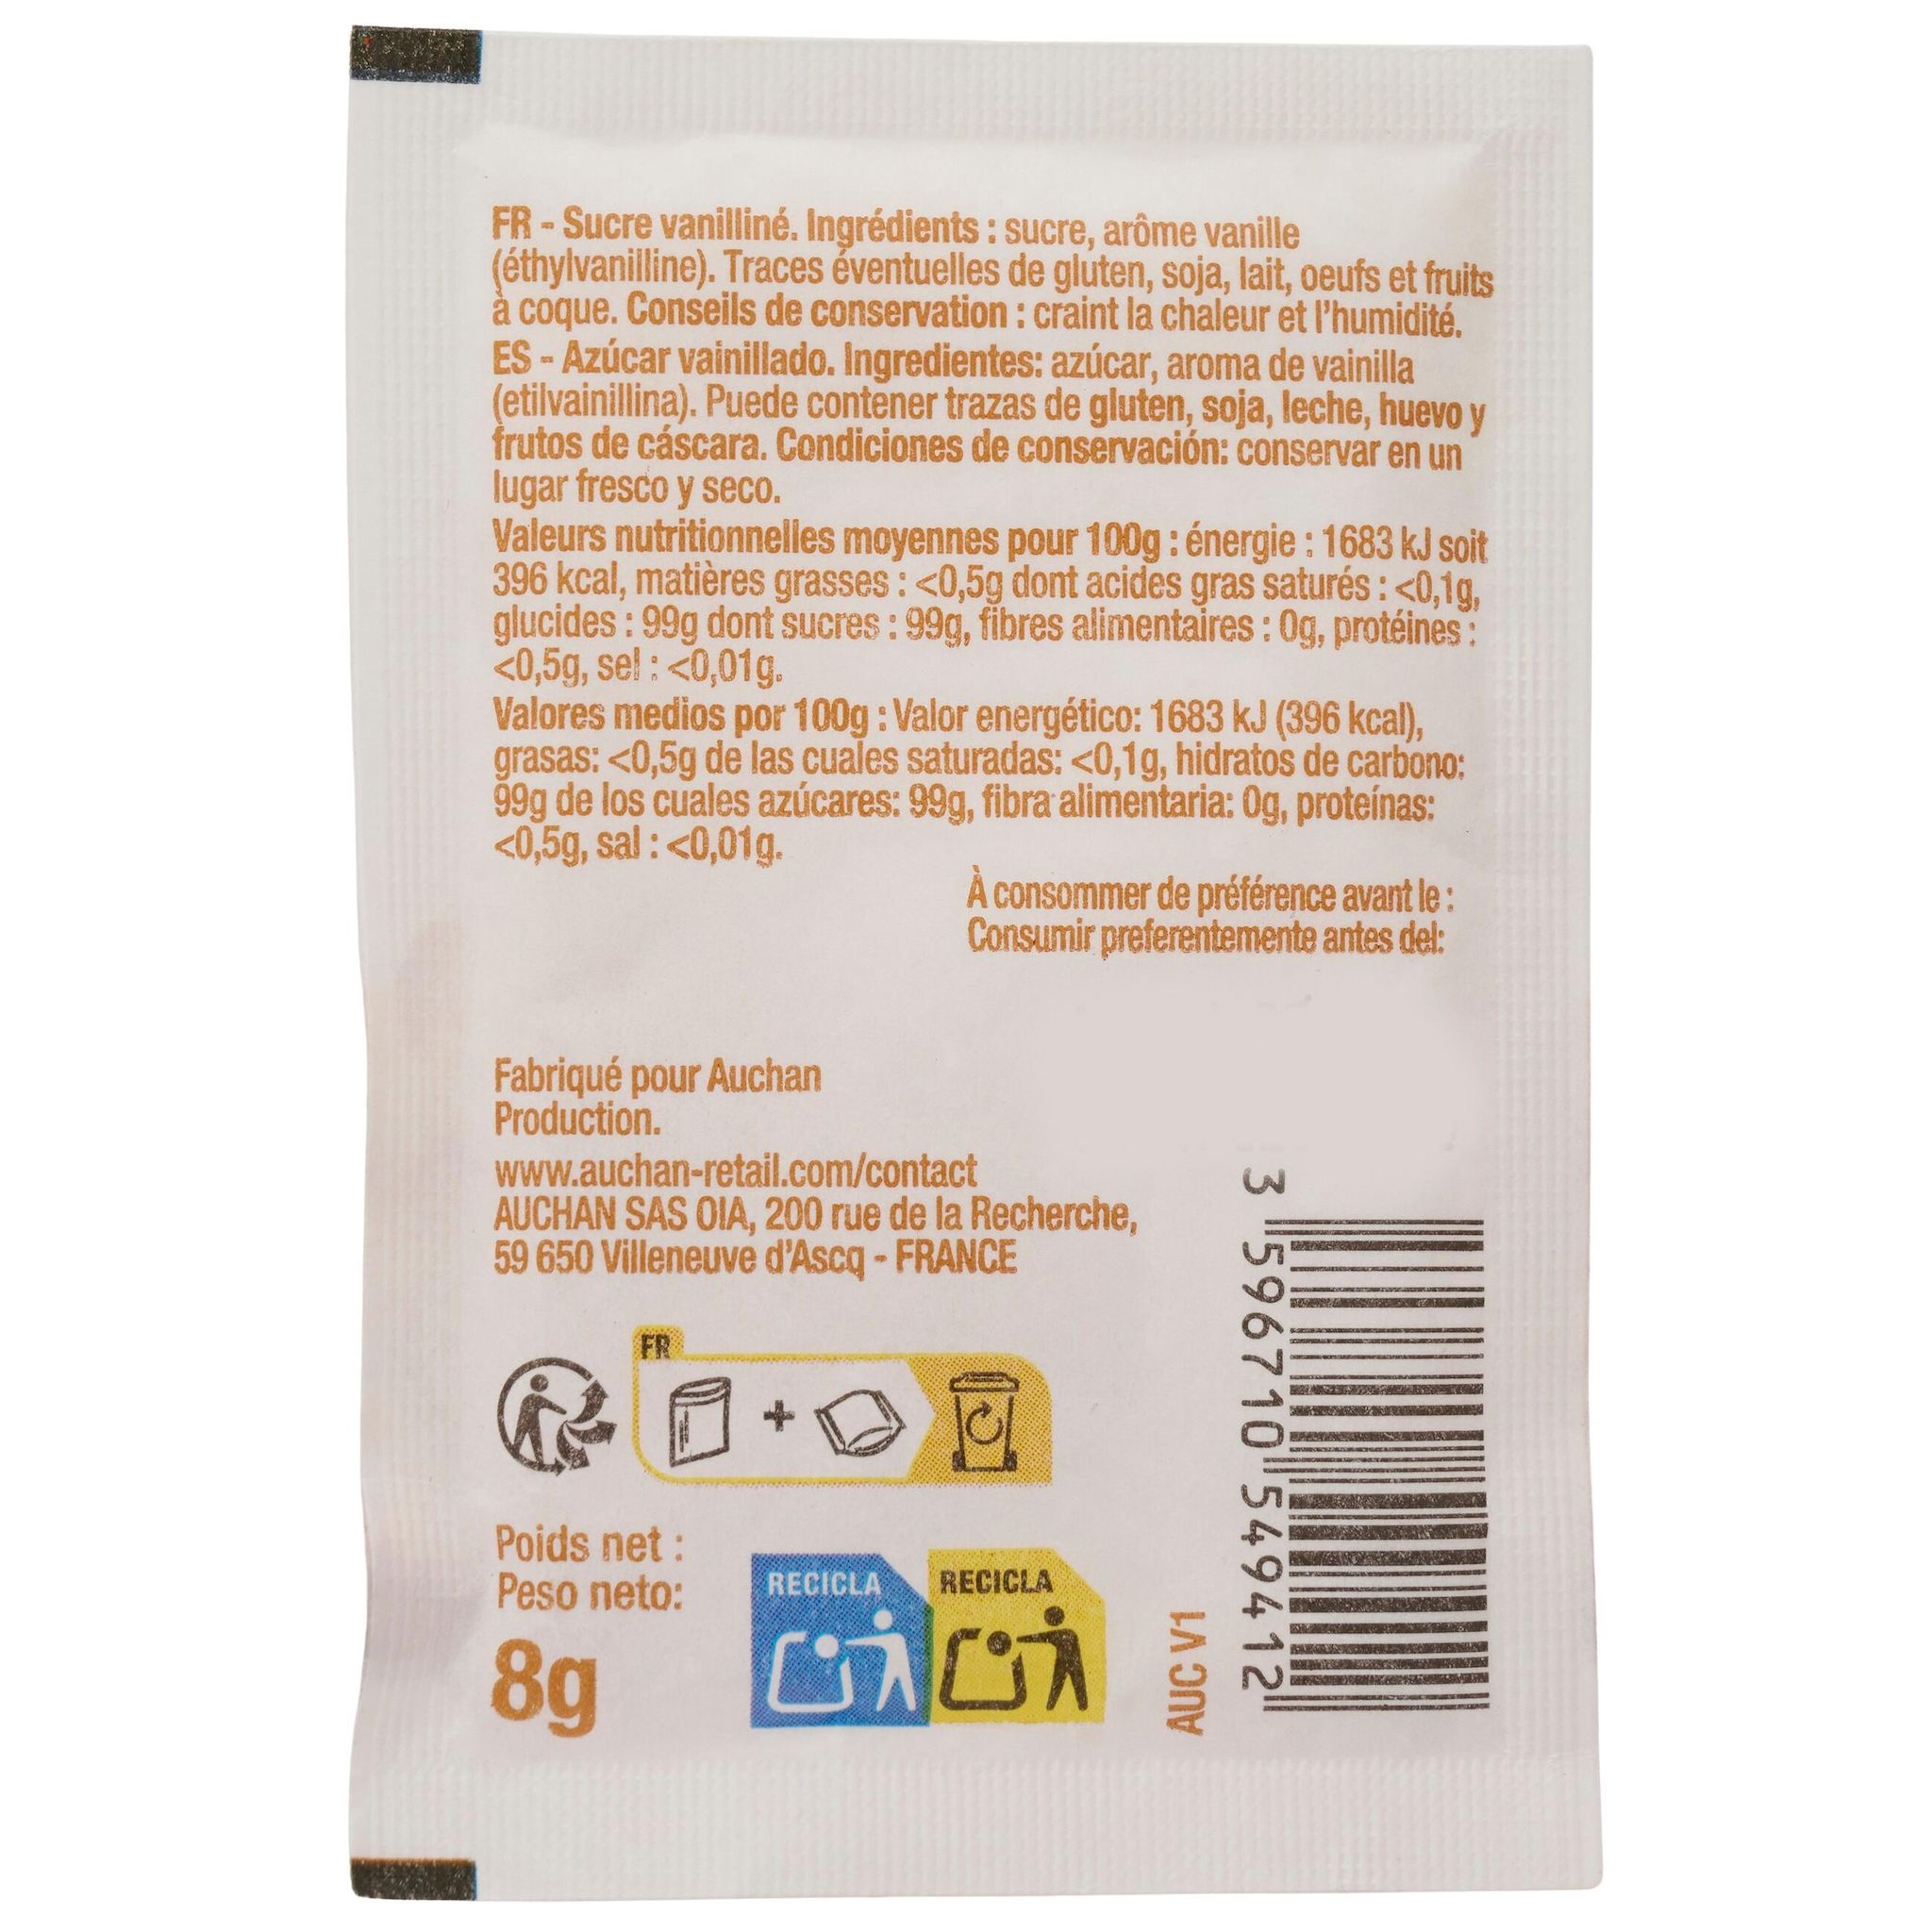 FR - Sucre vanilliné. Ingrédients : sucre, arôme vanille
(éthylvanilline). Traces éventuelles de gluten, soja, lait, oeufs et fruits
à coque. Conseils de conservation : craint la chaleur et l'humidité.
ES - Azúcar vainillado. Ingredientes: azúcar, aroma de vainilla
(etilvainillina). Puede contener trazas de gluten, soja, leche, huevo y
frutos de cáscara. Condiciones de conservación: conservar en un
lugar fresco y seco.
Valeurs nutritionnelles moyennes pour 100g : énergie : 1683 kJ soit
396 kcal, matières grasses : <0,5g dont acides gras saturés : <0,1g,
glucides : 99g dont sucres : 99g, fibres alimentaires : 0g, protéines :
<0,5g, sel : <0,01g.
Valores medios por 100g : Valor energético: 1683 kJ (396 kcal),
grasas: <0,5g de las cuales saturadas: <0,1g, hidratos de carbono:
99g de los cuales azúcares: 99g, fibra alimentaria: 0g, proteínas:
<0,5g, sal : <0,01g.
À consommer de préférence avant le :
Consumir preferentemente antes del:
Fabriqué pour Auchan
Production.
www.auchan-retail.com/contact
AUCHAN SAS OIA, 200 rue de la Recherche,
59 650 Villeneuve d'Ascq - FRANCE
FR
+
Poids net :
Peso neto:
8g
RECICLA
RECICLA
AUC V1
3 596710 549412